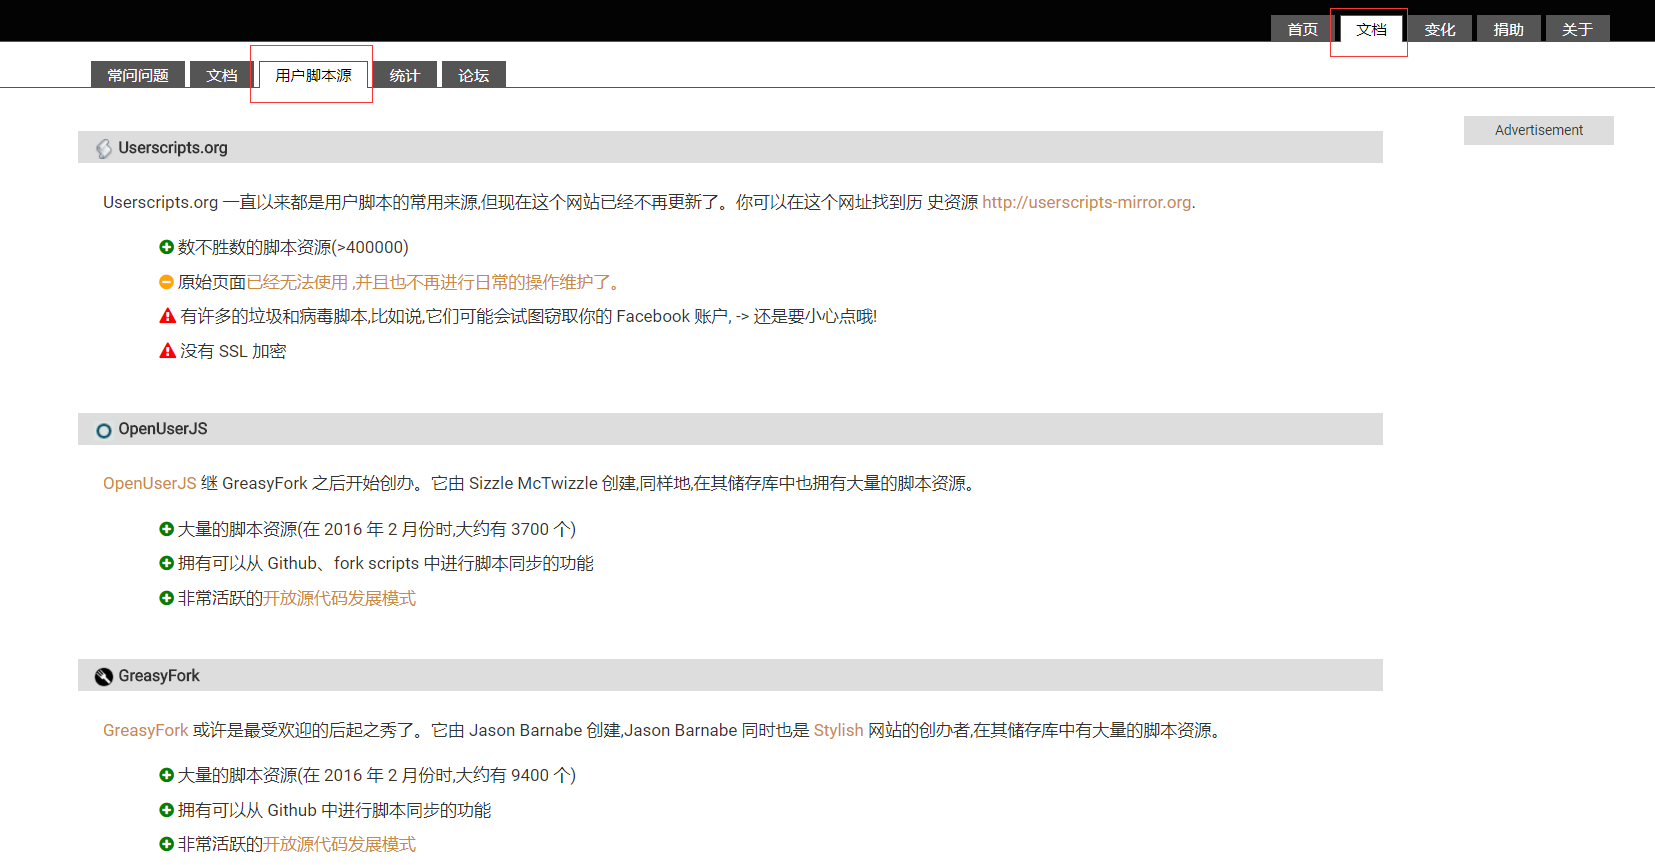 首页 文档 变化 捐助 关于
常问问题 文档 用户脚本源 统计 论坛
Advertisement
Userscripts.org
Userscripts.org 一直以来都是用户脚本的常用来源,但现在这个网站已经不再更新了。你可以在这个网址找到历 史资源 http://userscripts-mirror.org.
数不胜数的脚本资源(>400000)
原始页面已经无法使用 ,并且也不再进行日常的操作维护了。
有许多的垃圾和病毒脚本,比如说,它们可能会试图窃取你的 Facebook 账户, -> 还是要小心点哦!
没有 SSL 加密
OpenUserJS
OpenUserJS 继 GreasyFork 之后开始创办。它由 Sizzle McTwizzle 创建,同样地,在其储存库中也拥有大量的脚本资源。
大量的脚本资源(在 2016 年 2 月份时,大约有 3700 个)
拥有可以从 Github、fork scripts 中进行脚本同步的功能
非常活跃的开放源代码发展模式
GreasyFork
GreasyFork 或许是最受欢迎的后起之秀了。它由 Jason Barnabe 创建,Jason Barnabe 同时也是 Stylish 网站的创办者,在其储存库中有大量的脚本资源。
大量的脚本资源(在 2016 年 2 月份时,大约有 9400 个)
拥有可以从 Github 中进行脚本同步的功能
非常活跃的开放源代码发展模式